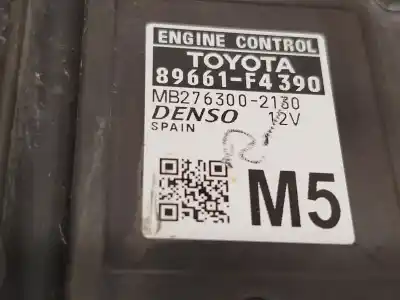 ENGINE CONTROL
TOYOTA
89661-F4390
MB276300-2130
DENSO 12V
SPAIN
M5